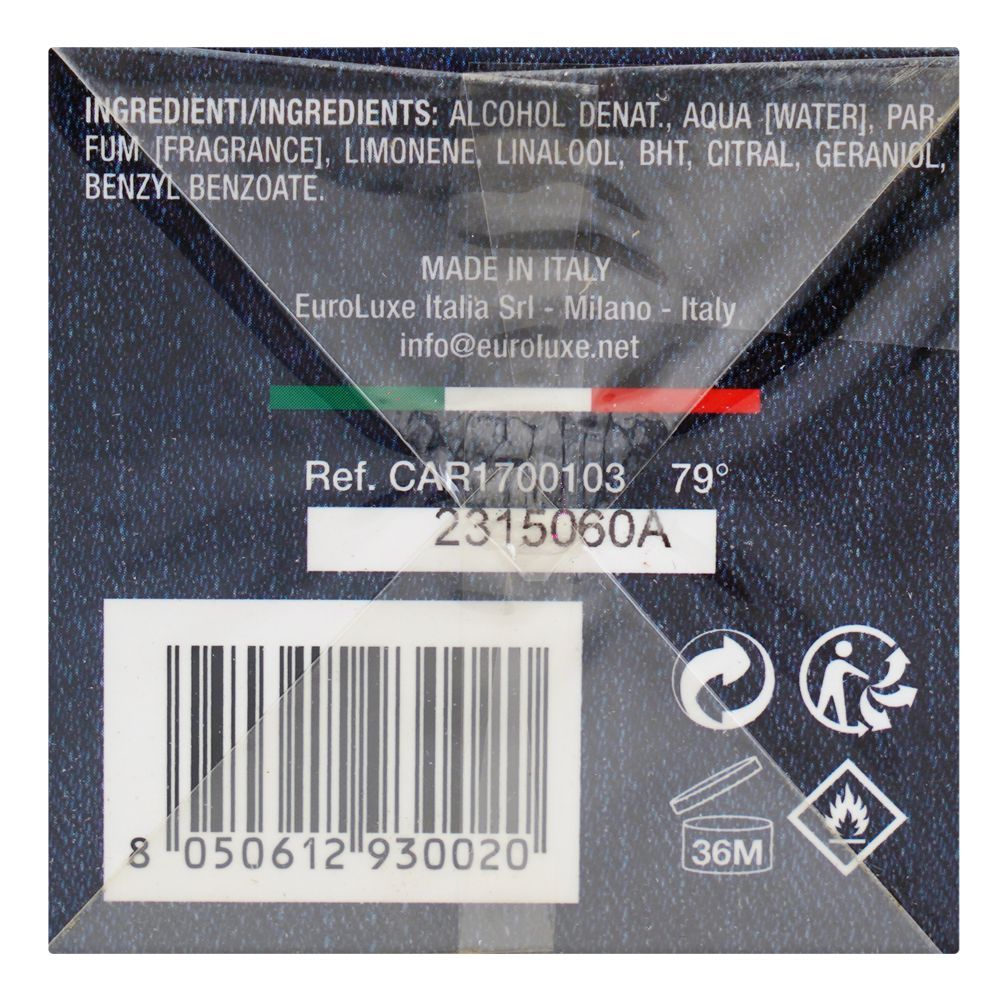 INGREDIENTI/INGREDIENTS: ALCOHOL DENAT., AQUA [WATER], PAR-
FUM [FRAGRANCE], LIMONENE, LINALOOL, BHT, CITRAL, GERANIOL,
BENZYL BENZOATE.
MADE IN ITALY
EuroLuxe Italia Srl - Milano - Italy
info@euroluxe.net
Ref. CAR1700103 79°
2315060A
8 050612 930020
36M